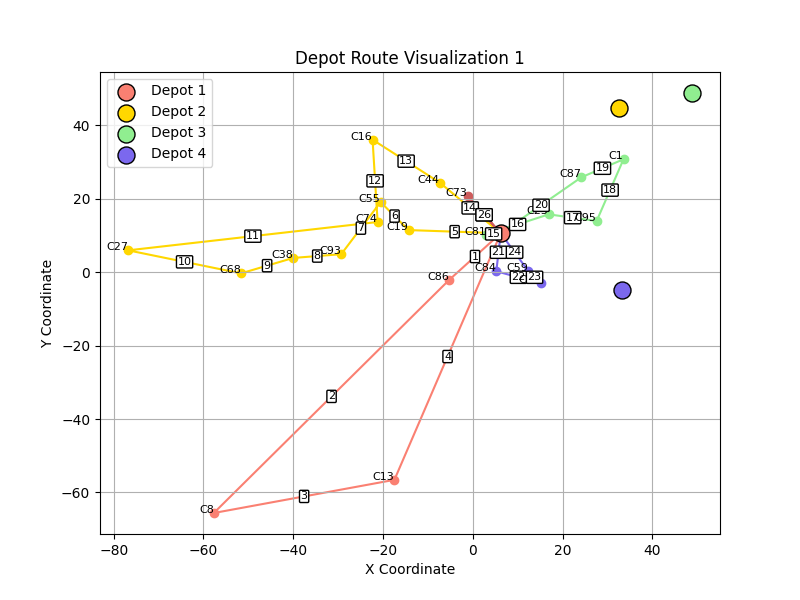 Depot Route Visualization 1
Depot 1
Depot 2
Depot 3
Depot 4
Y Coordinate
40
20
0
−20
−40
−60
−80
−60
−40
−20
0
20
40
X Coordinate
C16
13
C1
19
C87
18
12
C44
C73
C55
20
14
6
26
C74
16
17
C95
7
C19
5
C81
15
11
C27
10
C68
9
C38
8
C93
1
21
24
C84
C59
22
23
C86
2
4
C13
3
C8